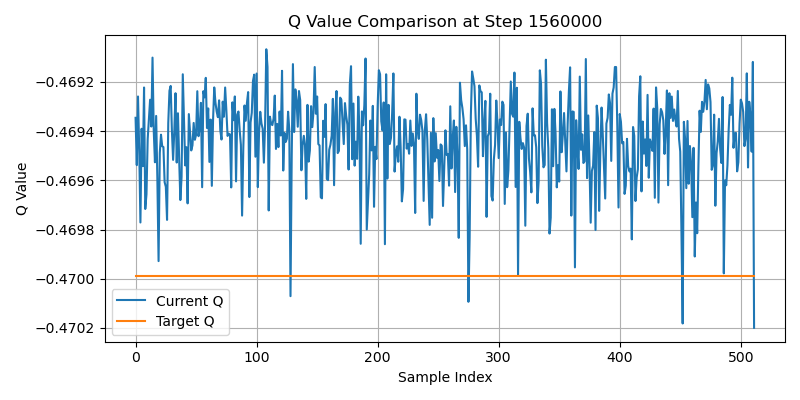 Q Value Comparison at Step 1560000
Q Value
−0.4692
−0.4694
−0.4696
−0.4698
−0.4700
−0.4702
Current Q
Target Q
0 100 200 300 400 500
Sample Index